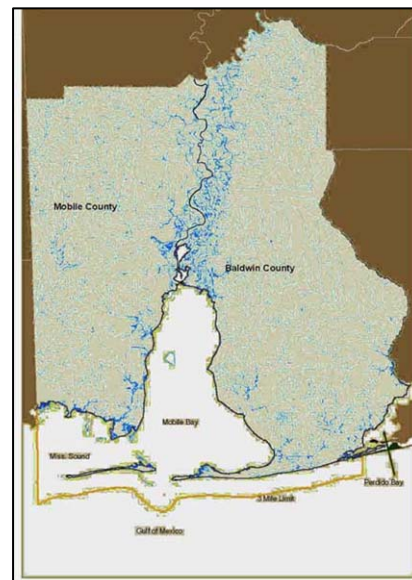 Mobile County
Baldwin County
Mobile Bay
Miss. Sound
Perdido Bay
3 Mile Limit
Gulf of Mexico